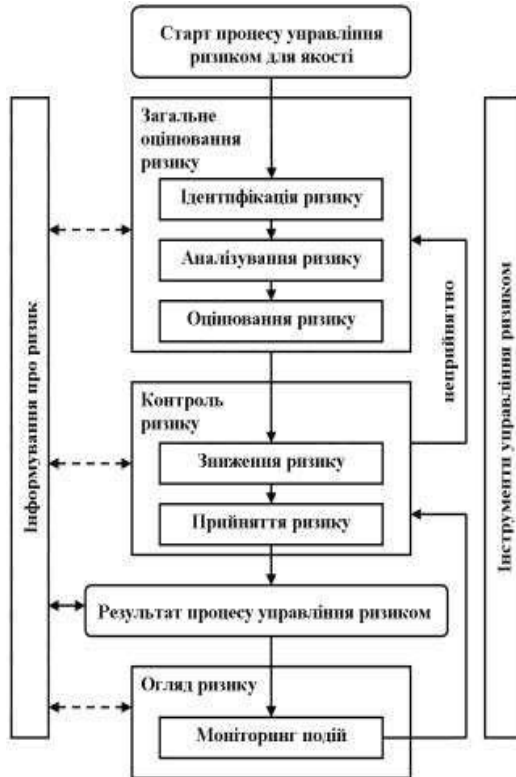 Старт процесу управління
ризиком для якості
Загальне
оцінювання
ризику
Ідентифікація ризику
Аналізування ризику
Оцінювання ризику
неприйнятно
Контроль
ризику
Зниження ризику
Прийняття ризику
Результат процесу управління ризиком
Огляд ризику
Моніторинг подій
Інформування про ризик
Інструменти управління ризиком